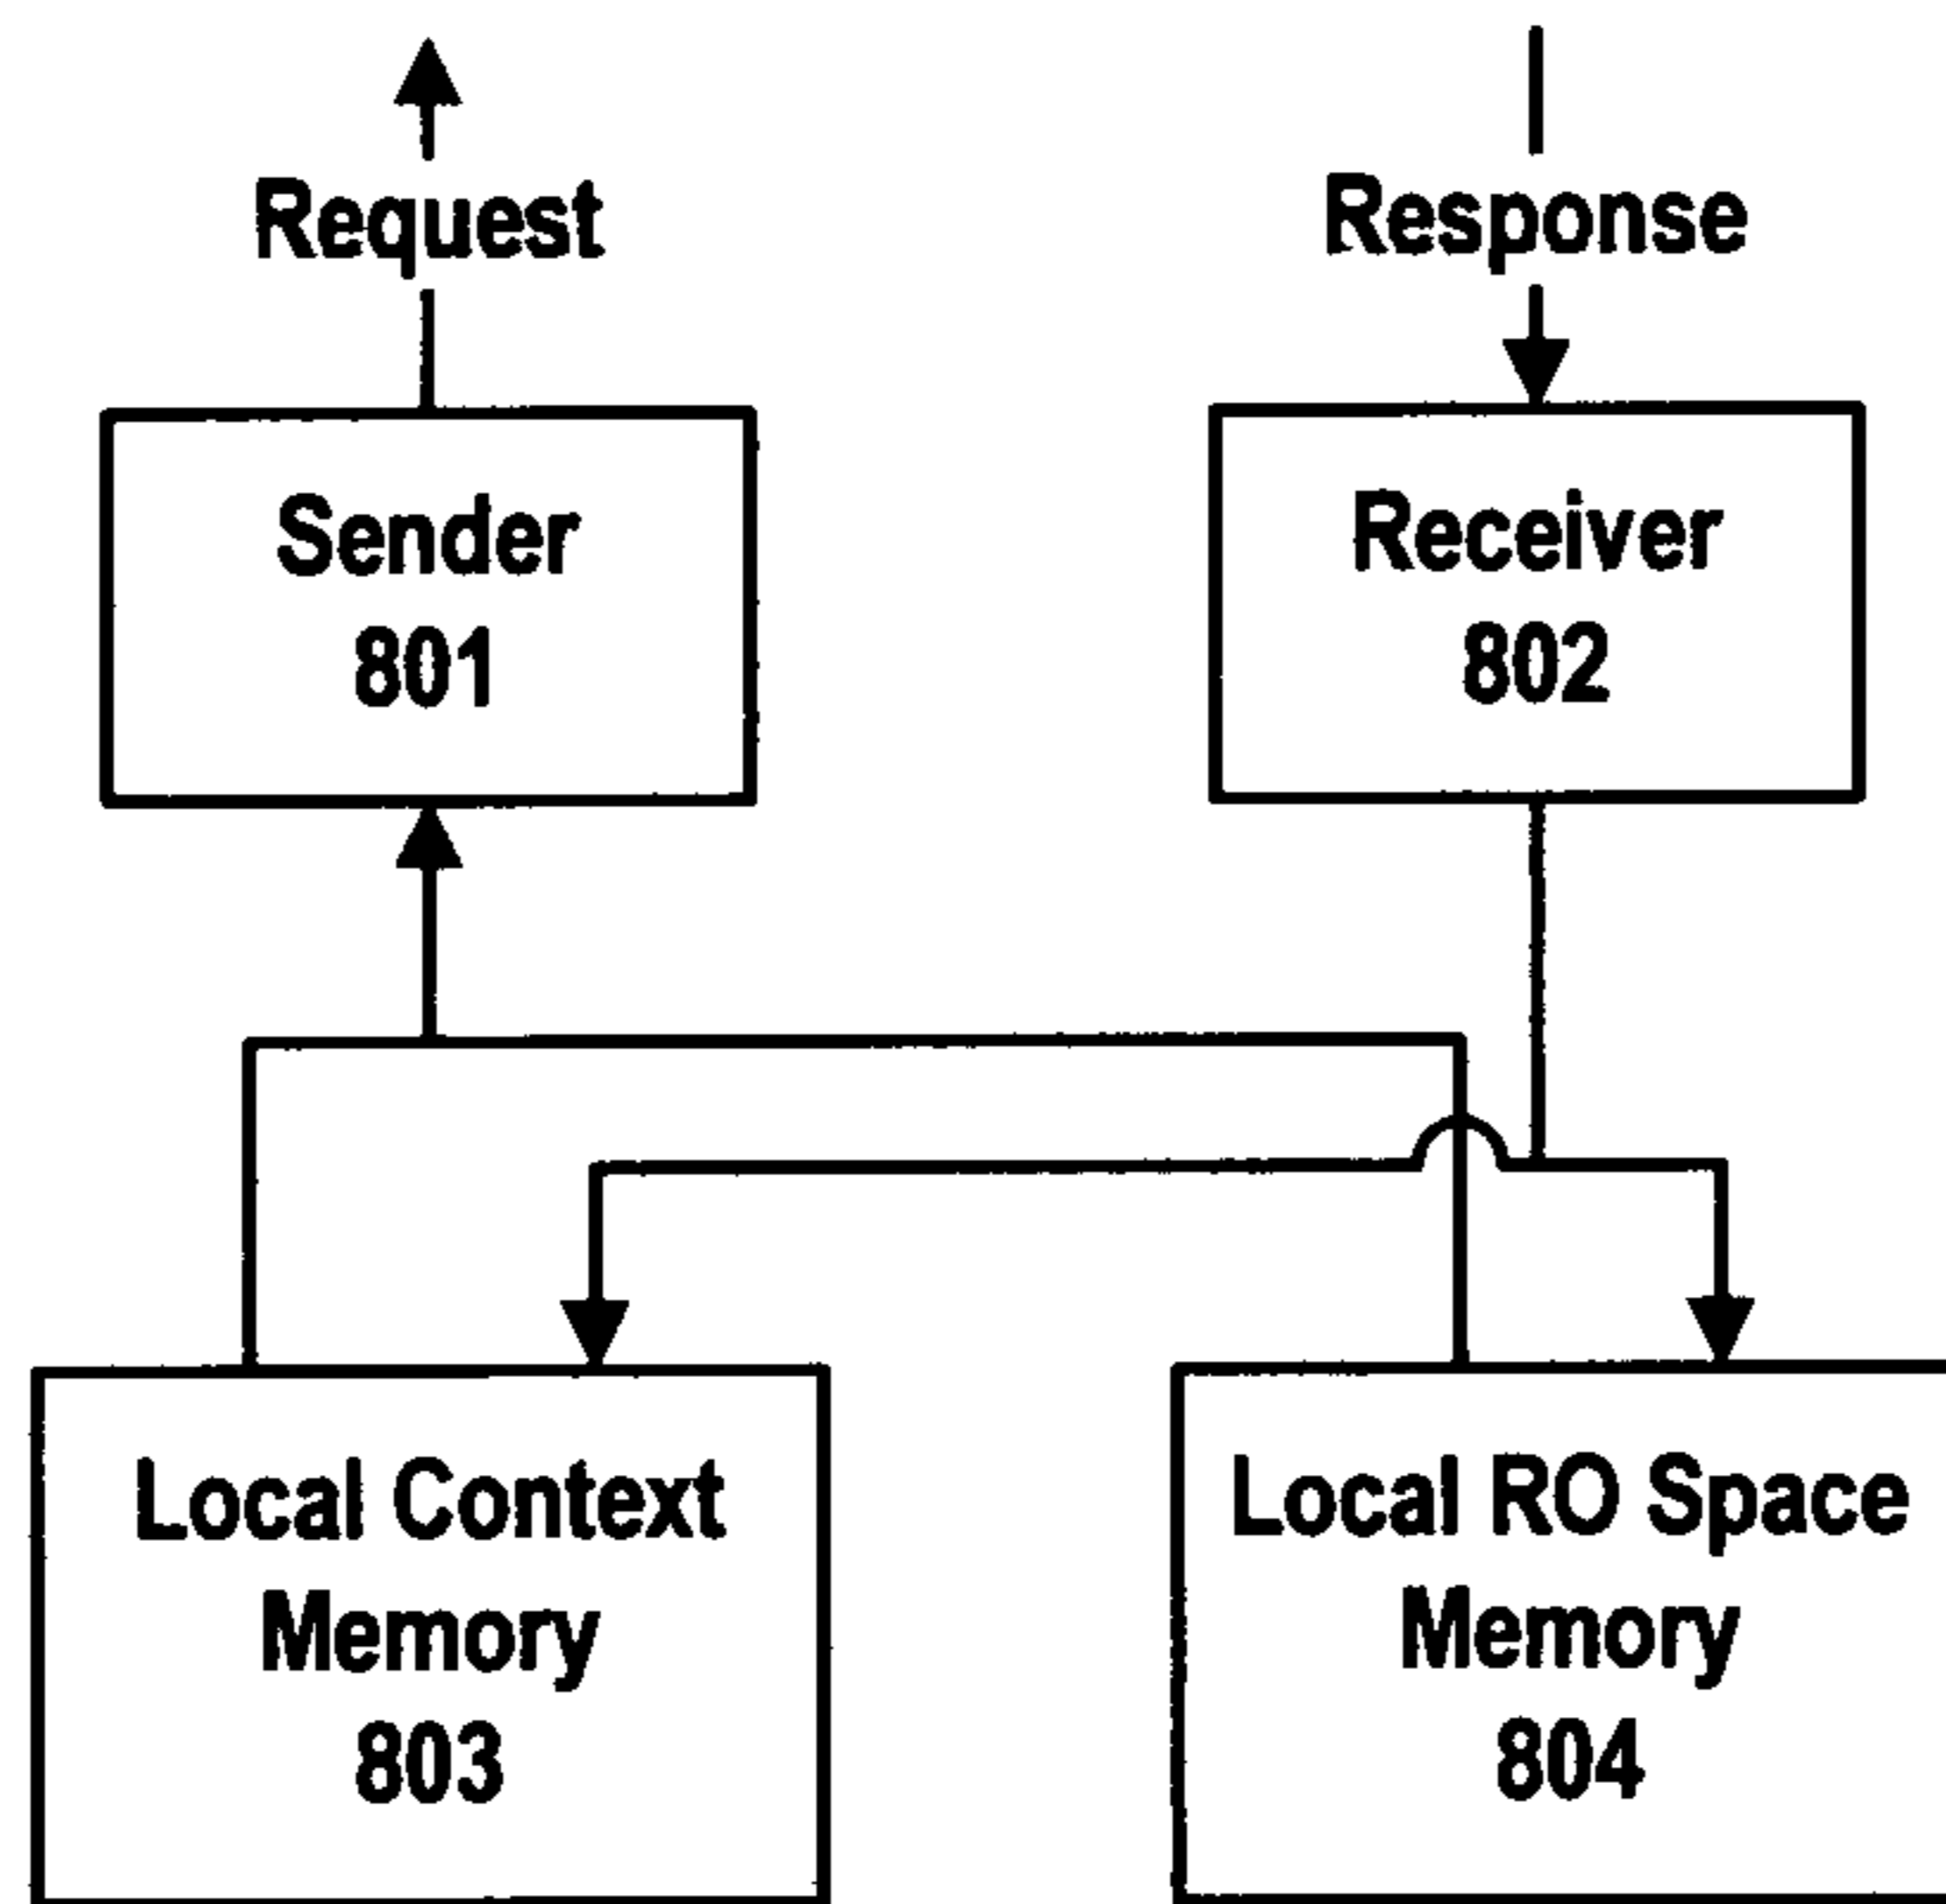 Request
Response
Sender
801
Receiver
802
Local Context
Memory
803
Local RO Space
Memory
804